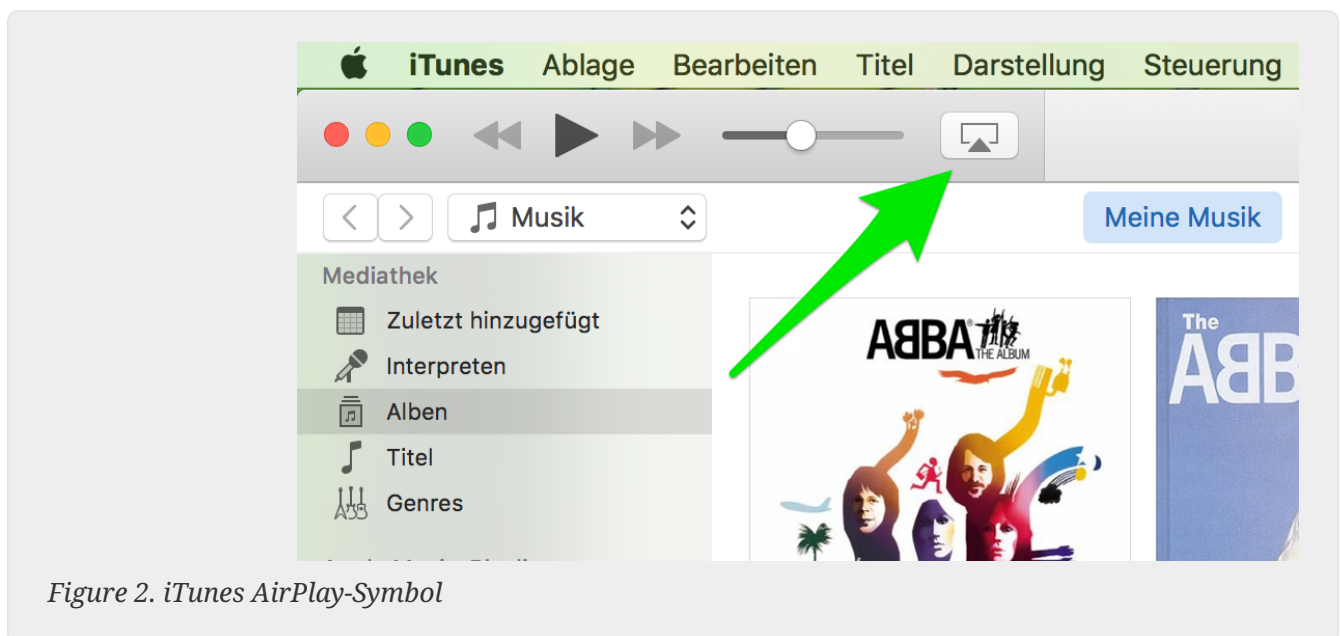 iTunes Ablage Bearbeiten Titel Darstellung Steuerung
Musik
Meine Musik
Mediathek
Zuletzt hinzugefügt
Interpreten
Alben
Titel
Genres
ABBA
THE ALBUM
The
ABB
Figure 2. iTunes AirPlay-Symbol